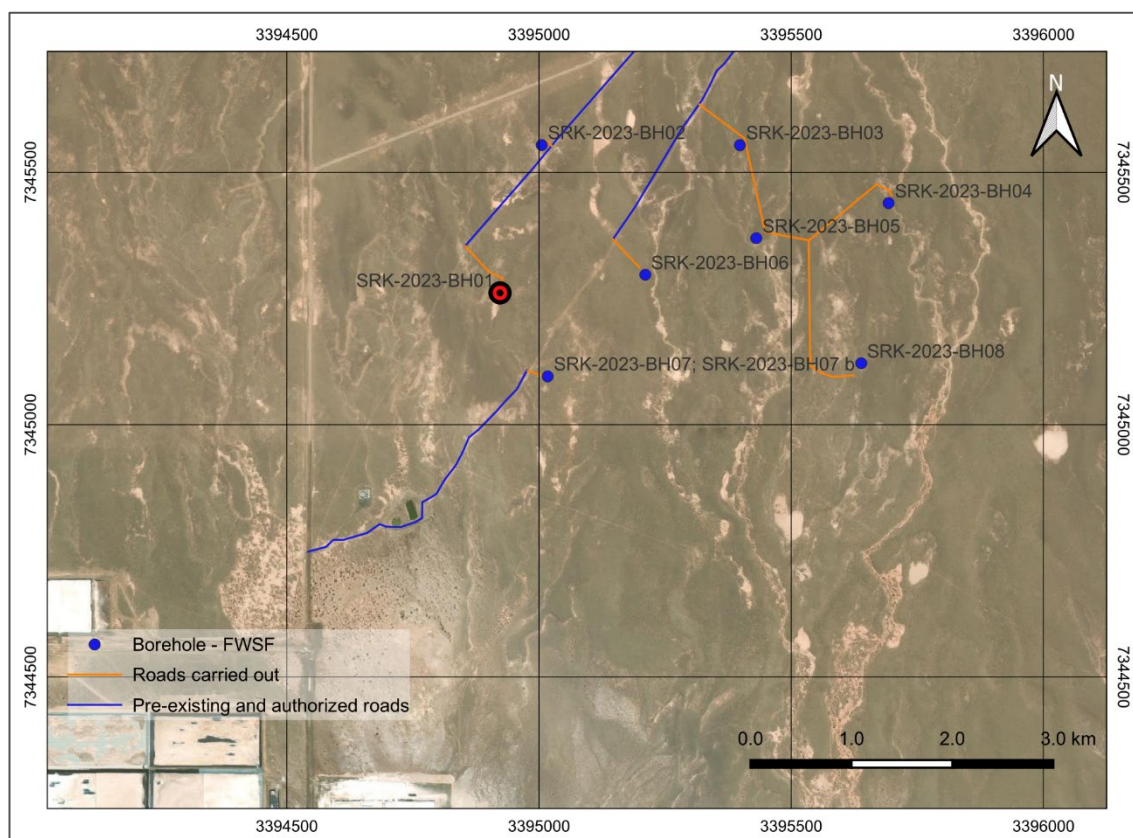 3394500 3395000 3395500 3396000
N
SRK-2023-BH02
SRK-2023-BH03
7345500
7345500
SRK-2023-BH04
SRK-2023-BH05
SRK-2023-BH06
SRK-2023-BH01
SRK-2023-BH07; SRK-2023-BH07 b
SRK-2023-BH08
7345000
7345000
Borehole - FWSF
Roads carried out
Pre-existing and authorized roads
7344500
7344500
0.0 1.0 2.0 3.0 km
3394500 3395000 3395500 3396000